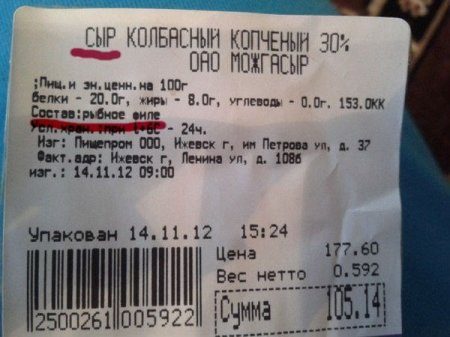 СЫР КОЛБАСНЫЙ КОПЧЕНЫЙ 30%
ОАО МОЖГАСЫР
;Пищ.и эн.ценн.на 100г
белки - 20.0г, жиры - 8.0г, углеводы - 0.0г. 153.0КК
Состав:рыбное филе
Усл.хран.:при t+6С - 24ч.
Изг: Пищепром ООО, Ижевск г, им Петрова ул, д. 37
Факт.адр: Ижевск г, Ленина ул, д. 108б
изг.: 14.11.12 09:00
Упакован 14.11.12 15:24
Цена 177.60
Вес нетто 0.592
Сумма 105.14
2500261 005922